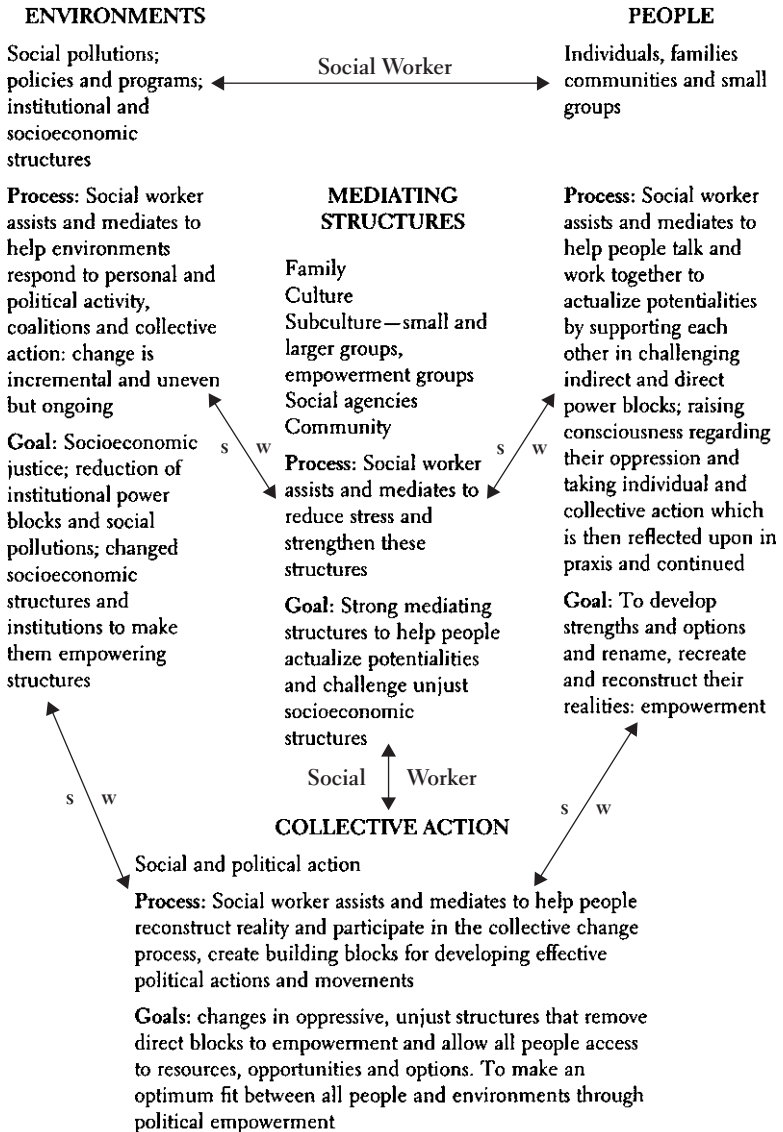 ENVIRONMENTS
Social pollutions;
policies and programs;
institutional and
socioeconomic
structures
Social Worker
PEOPLE
Individuals, families
communities and small
groups
Process: Social worker
assists and mediates to
help environments
respond to personal and
political activity,
coalitions and collective
action: change is
incremental and uneven
but ongoing
Goal: Socioeconomic
justice; reduction of
institutional power
blocks and social
pollutions; changed
socioeconomic
structures and
institutions to make
them empowering
structures
s w
MEDIATING
STRUCTURES
Family
Culture
Subculture—small and
larger groups,
empowerment groups
Social agencies
Community
Process: Social worker
assists and mediates to
reduce stress and
strengthen these
structures
Goal: Strong mediating
structures to help people
actualize potentialities
and challenge unjust
socioeconomic
structures
s w
Process: Social worker
assists and mediates to
help people talk and
work together to
actualize potentialities
by supporting each
other in challenging
indirect and direct
power blocks; raising
consciousness regarding
their oppression and
taking individual and
collective action which
is then reflected upon in
praxis and continued
Goal: To develop
strengths and options
and rename, recreate
and reconstruct their
realities: empowerment
s w
Social Worker
s w
COLLECTIVE ACTION
Social and political action
Process: Social worker assists and mediates to help people
reconstruct reality and participate in the collective change
process, create building blocks for developing effective
political actions and movements
Goals: changes in oppressive, unjust structures that remove
direct blocks to empowerment and allow all people access
to resources, opportunities and options. To make an
optimum fit between all people and environments through
political empowerment